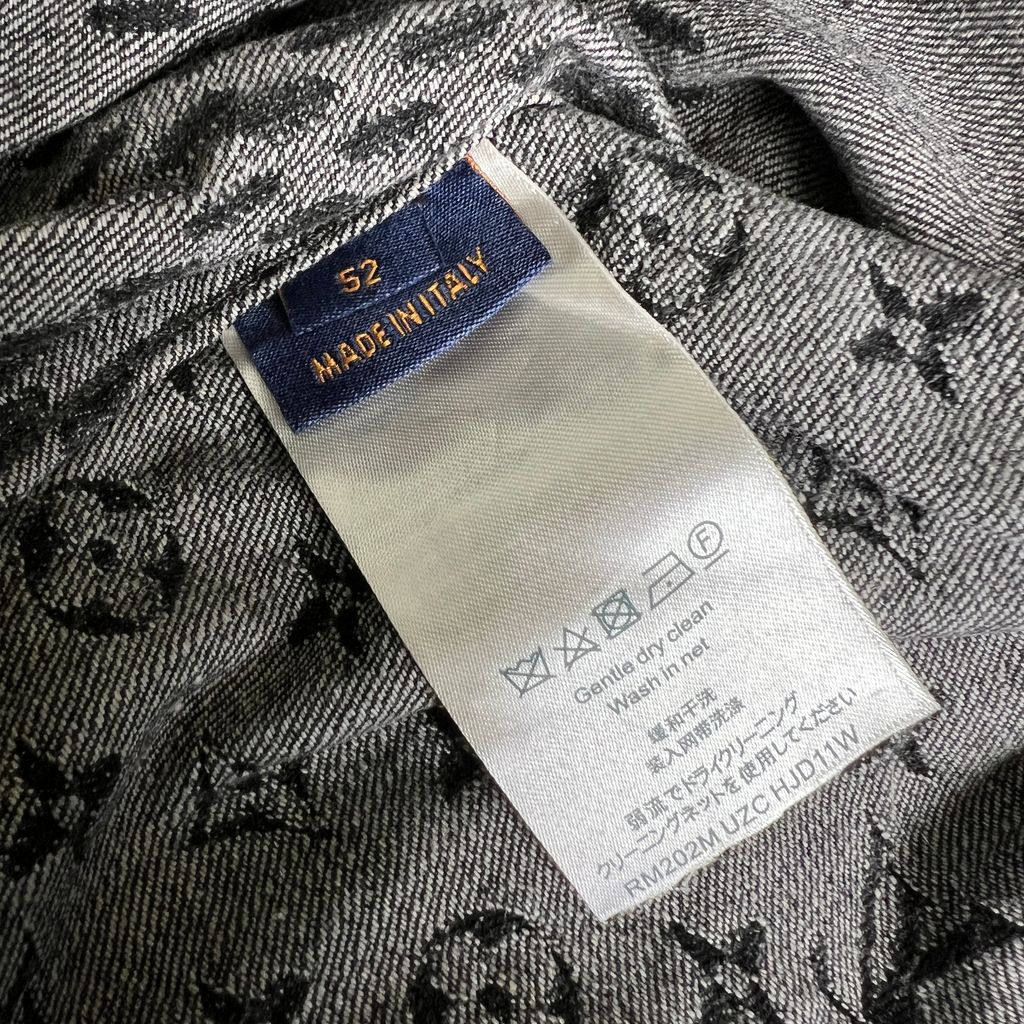 52
MADE IN ITALY
F
Gentle dry clean
Wash in net
缓和干洗
装入网带洗涤
弱流でドライクリーニング
クリーニングネットを使用してください
RM202M UZC HJD11W